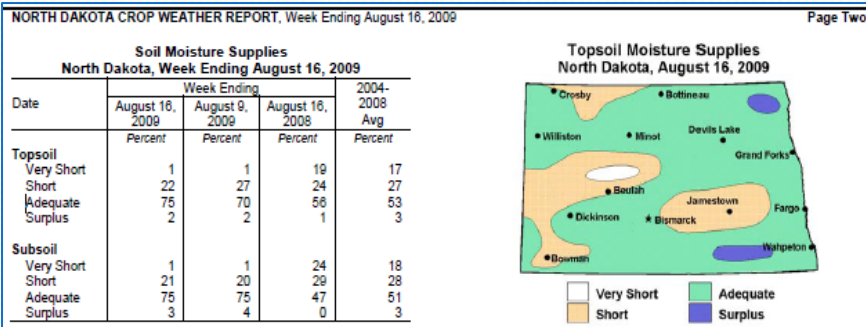 NORTH DAKOTA CROP WEATHER REPORT, Week Ending August 16, 2009 Page Two
Soil Moisture Supplies
North Dakota, Week Ending August 16, 2009
Date Week Ending 2004-2008 Avg
August 16, 2009 August 9, 2009 August 16, 2008
Percent Percent Percent Percent
Topsoil
Very Short 1 1 19 17
Short 22 27 24 27
Adequate 75 70 56 53
Surplus 2 2 1 3
Subsoil
Very Short 1 1 24 18
Short 21 20 29 28
Adequate 75 75 47 51
Surplus 3 4 0 3
Topsoil Moisture Supplies
North Dakota, August 16, 2009
Crosby
Bottineau
Williston
Minot
Devils Lake
Grand Forks
Beulah
Jamestown
Fargo
Dickinson
Bismarck
Wahpeton
Bowman
Very Short Adequate
Short Surplus